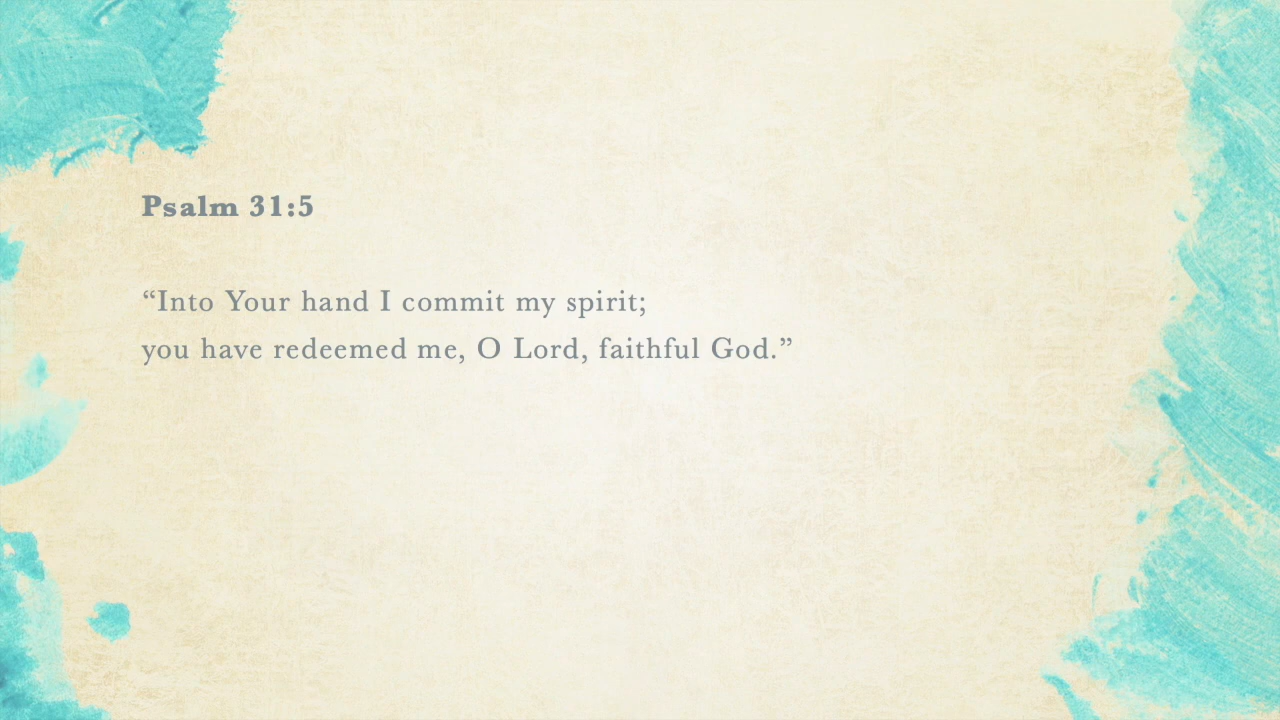 Psalm 31:5
“Into Your hand I commit my spirit;
you have redeemed me, O Lord, faithful God.”